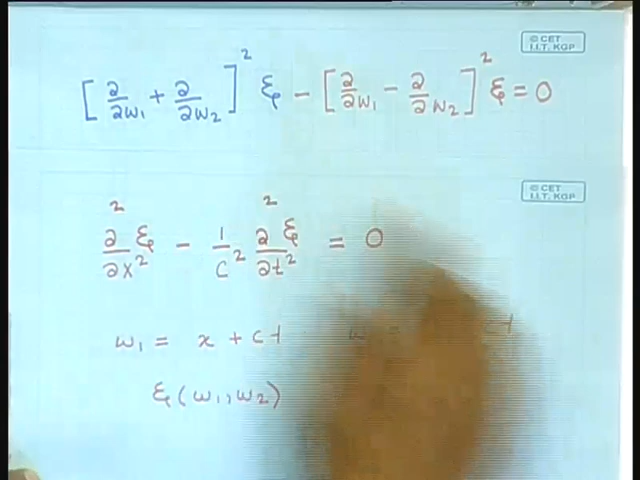 © CET
I.I.T. KGP
[∂/∂w₁ + ∂/∂w₂]² ξ − [∂/∂w₁ − ∂/∂w₂]² ξ = 0
© CET
I.I.T. KGP
∂²ξ/∂x² − 1/c² ∂²ξ/∂t² = 0
w₁ = x + ct w =
ξ(w₁, w₂)